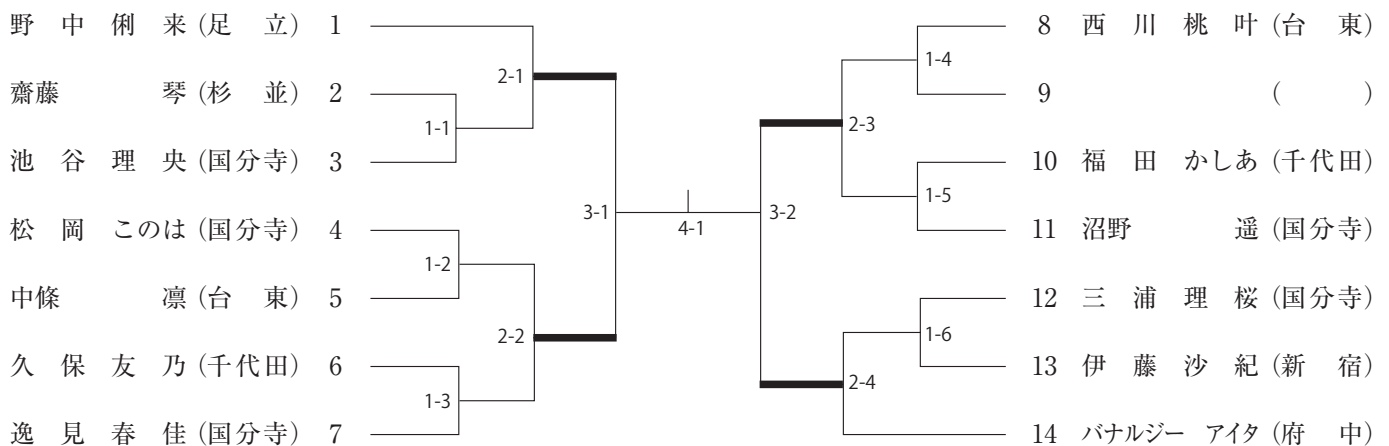 野中俐来(足立) 1
齋藤琴(杉並) 2
池谷理央(国分寺) 3
松岡このは(国分寺) 4
中條凛(台東) 5
久保友乃(千代田) 6
逸見春佳(国分寺) 7
2-1
1-1
1-2
2-2
1-3
3-1
4-1
3-2
1-4
2-3
1-5
1-6
2-4
8 西川桃叶(台東)
9 ( )
10 福田かしあ(千代田)
11 沼野遥(国分寺)
12 三浦理桜(国分寺)
13 伊藤沙紀(新宿)
14 バナルジー アイタ(府中)